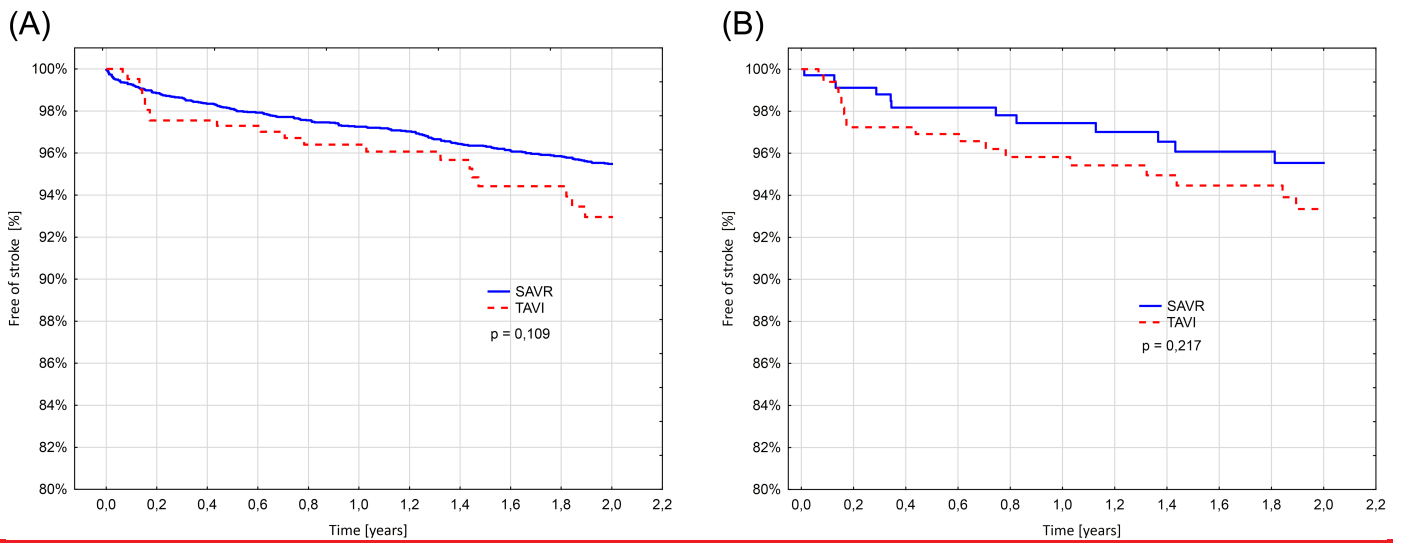 (A)
100%
98%
96%
94%
92%
90%
88%
86%
84%
82%
80%
Free of stroke [%]
SAVR
TAVI
p = 0,109
0,0 0,2 0,4 0,6 0,8 1,0 1,2 1,4 1,6 1,8 2,0 2,2
Time [years]
(B)
100%
98%
96%
94%
92%
90%
88%
86%
84%
82%
80%
Free of stroke [%]
SAVR
TAVI
p = 0,217
0,0 0,2 0,4 0,6 0,8 1,0 1,2 1,4 1,6 1,8 2,0 2,2
Time [years]